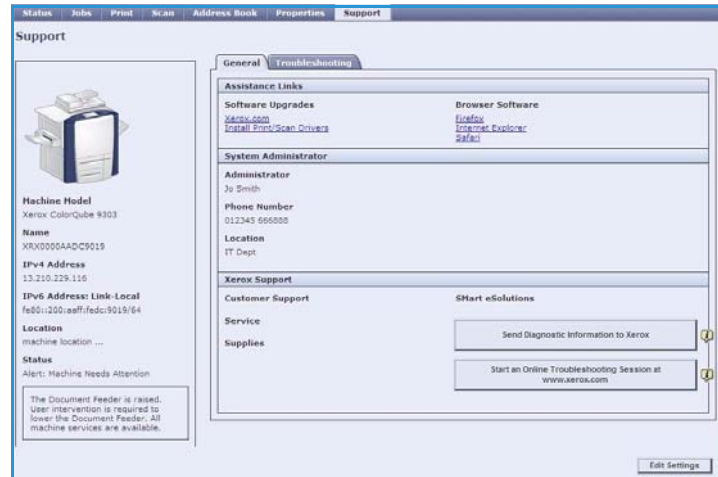 Status Jobs Print Scan Address Book Properties Support
Support
Machine Model
Xerox ColorQube 9303
Name
XRX0000AADC9019
IPv4 Address
13.210.229.116
IPv6 Address: Link-Local
fe80::200:aaff:fedc:9019/64
Location
machine location ...
Status
Alert: Machine Needs Attention
The Document Feeder is raised.
User intervention is required to
lower the Document Feeder. All
machine services are available.
General Troubleshooting
Assistance Links
Software Upgrades
Xerox.com
Install Print/Scan Drivers
Browser Software
Firefox
Internet Explorer
Safari
System Administrator
Administrator
Jo Smith
Phone Number
012345 666888
Location
IT Dept
Xerox Support
Customer Support
Service
Supplies
SMart eSolutions
Send Diagnostic Information to Xerox
Start an Online Troubleshooting Session at
www.xerox.com
Edit Settings